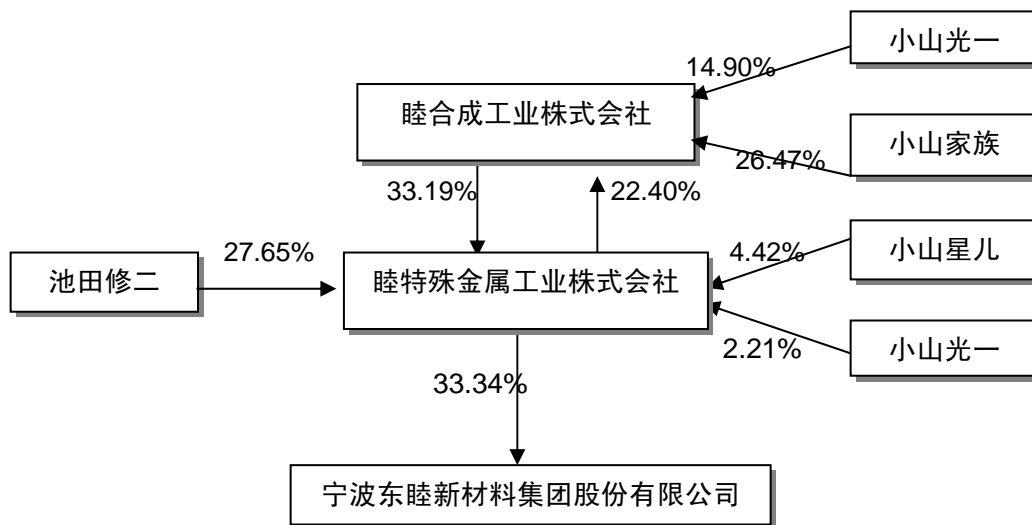 小山光一
14.90%
睦合成工业株式会社
小山家族
26.47%
33.19%
22.40%
27.65%
4.42%
小山星儿
池田修二
睦特殊金属工业株式会社
2.21%
小山光一
33.34%
宁波东睦新材料集团股份有限公司